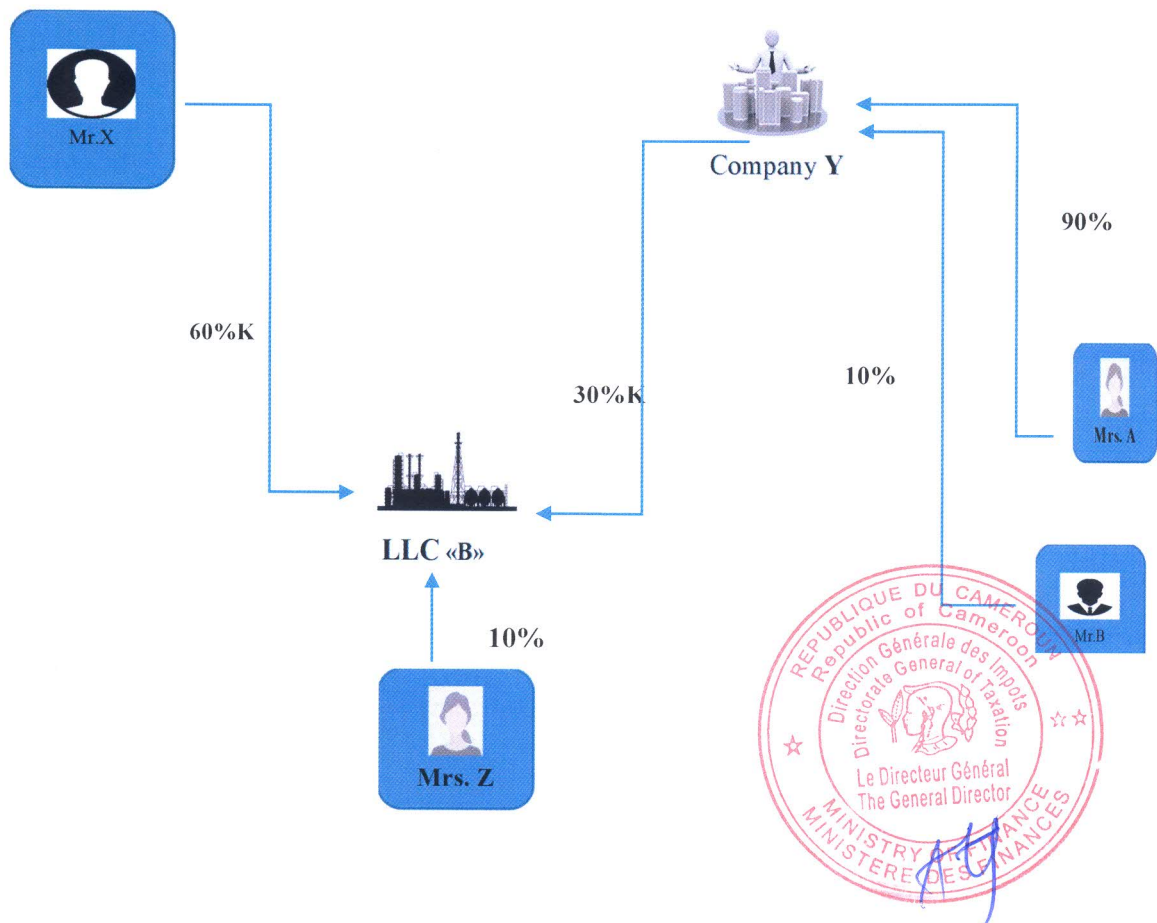 Mr.X
Company Y
90%
60%K
30%K
10%
Mrs. A
LLC «B»
Mr.B
10%
Mrs. Z
REPUBLIQUE DU CAMEROUN
Republic of Cameroon
Direction Générale des Impots
Directorate General of Taxation
Le Directeur Général
The General Director
MINISTRY OF FINANCE
MINISTERE DES FINANCES